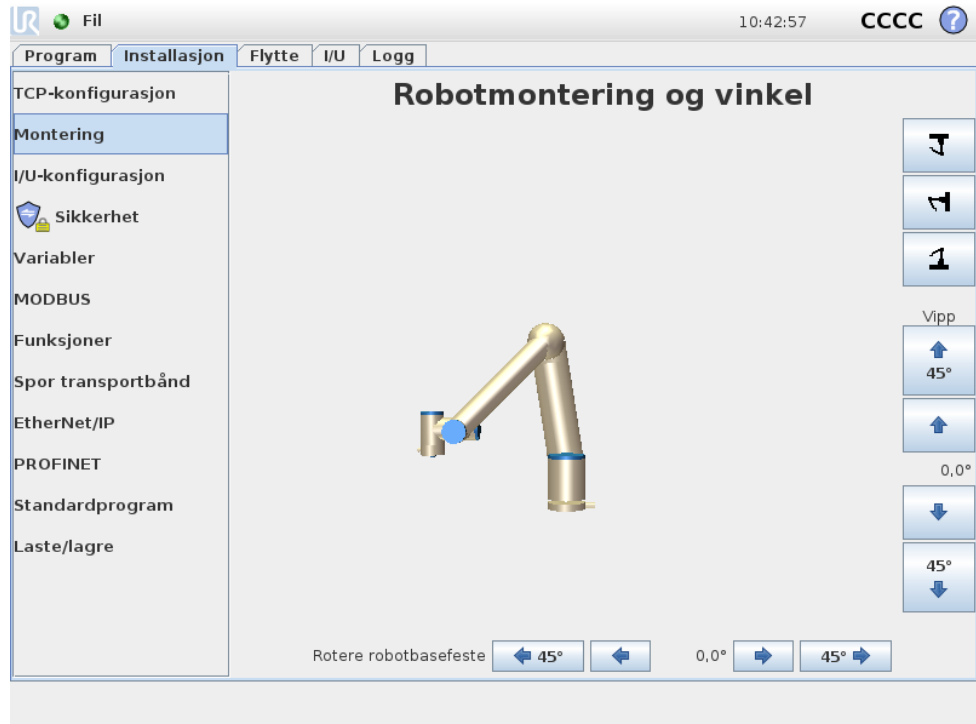 UR Fil 10:42:57 CCCC ?
Program Installasjon Flytte I/U Logg
TCP-konfigurasjon
Montering
I/U-konfigurasjon
Sikkerhet
Variabler
MODBUS
Funksjoner
Spor transportbånd
EtherNet/IP
PROFINET
Standardprogram
Laste/lagre
Robotmontering og vinkel
Vipp
45°
0,0°
45°
Rotere robotbasefeste 45° 0,0° 45°